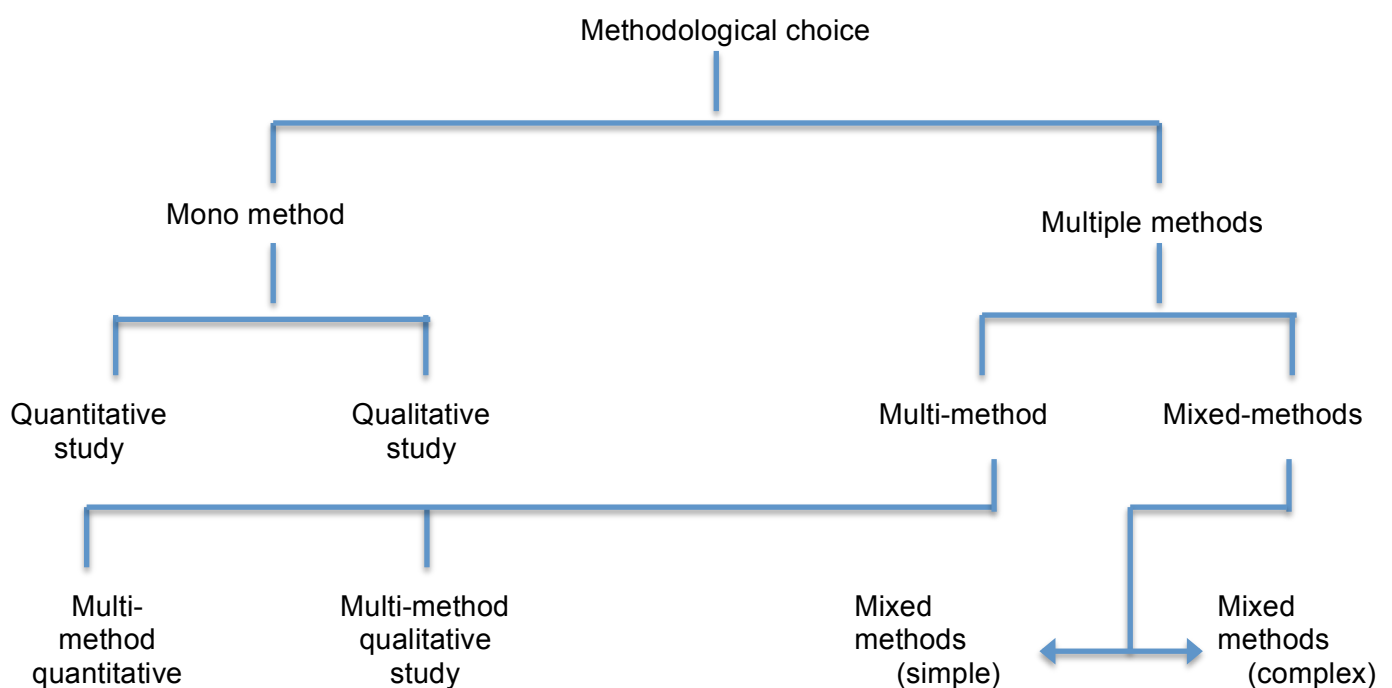 Methodological choice
Mono method
Multiple methods
Quantitative
study
Qualitative
study
Multi-method
Mixed-methods
Multi-
method
quantitative
Multi-method
qualitative
study
Mixed
methods
(simple)
Mixed
methods
(complex)